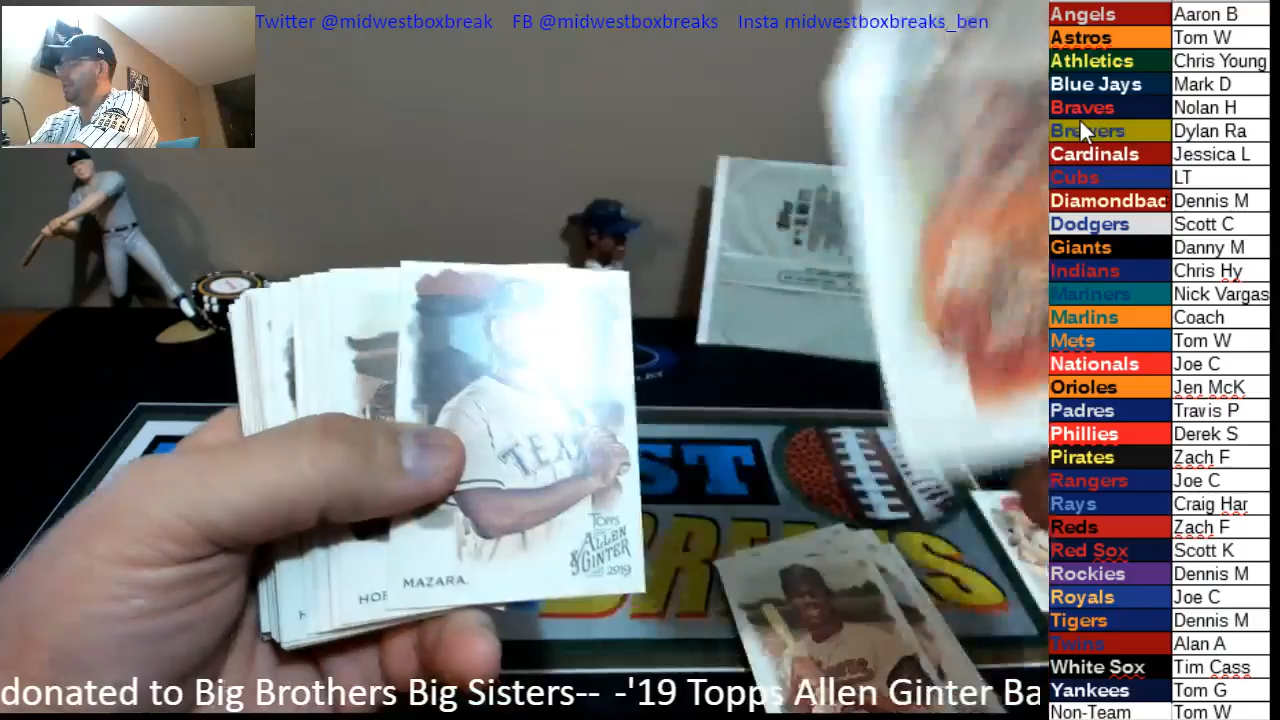 Twitter @midwestboxbreak FB @midwestboxbreaks Insta midwestboxbreaks_ben
Angels Aaron B
Astros Tom W
Athletics Chris Young
Blue Jays Mark D
Braves Nolan H
Brewers Dylan Ra
Cardinals Jessica L
Cubs LT
Diamondbac Dennis M
Dodgers Scott C
Giants Danny M
Indians Chris Hy
Mariners Nick Vargas
Marlins Coach
Mets Tom W
Nationals Joe C
Orioles Jen McK
Padres Travis P
Phillies Derek S
Pirates Zach F
Rangers Joe C
Rays Craig Har
Reds Zach F
Red Sox Scott K
Rockies Dennis M
Royals Joe C
Tigers Dennis M
Twins Alan A
White Sox Tim Cass
Yankees Tom G
Non-Team Tom W
TEX
TOPPS
ALLEN
& GINTER
2019
MAZARA
HOE
H
ST
BREAKS
donated to Big Brothers Big Sisters-- -'19 Topps Allen Ginter Ba